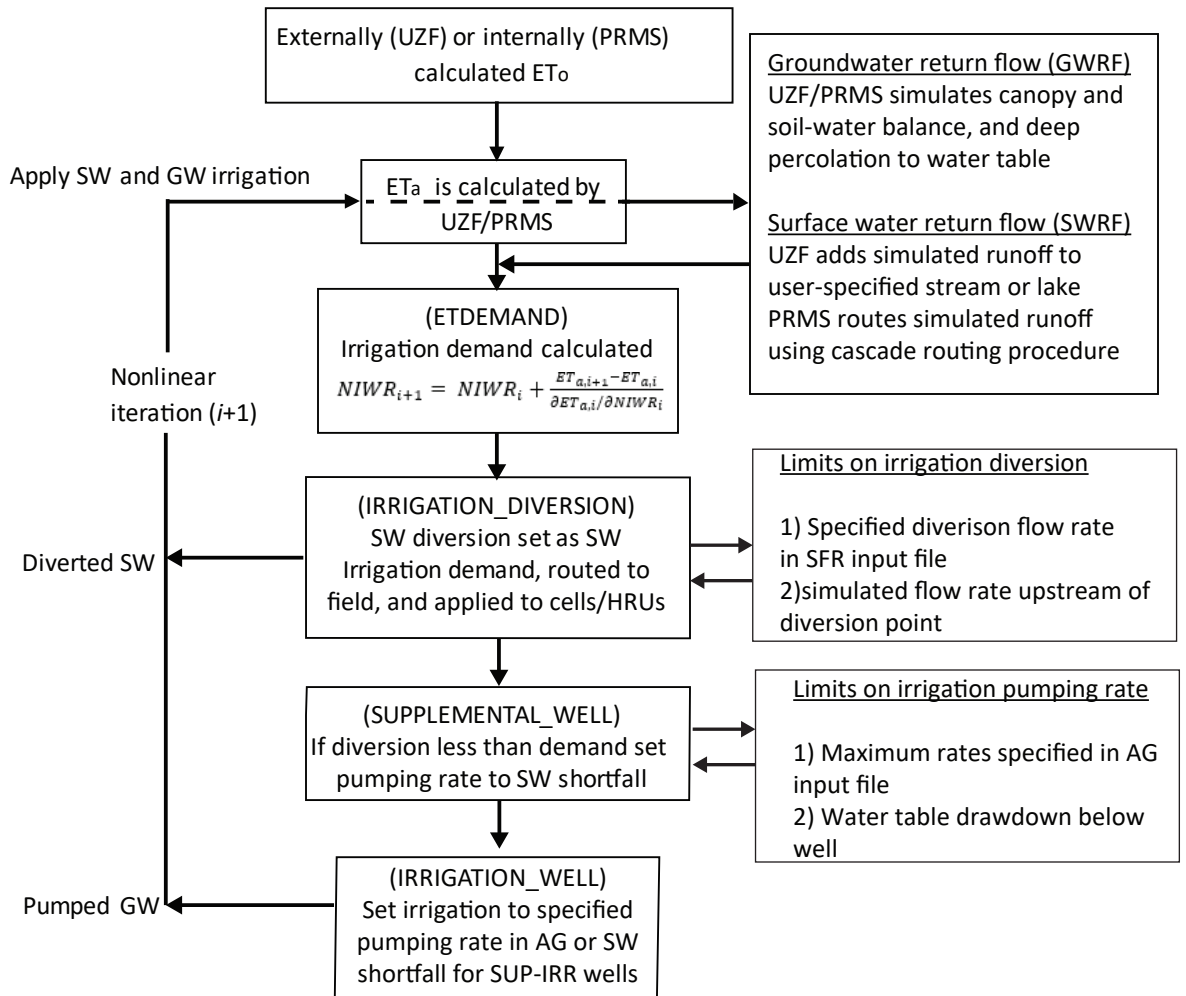 Externally (UZF) or internally (PRMS)
calculated ETo
Groundwater return flow (GWRF)
UZF/PRMS simulates canopy and
soil-water balance, and deep
percolation to water table
Surface water return flow (SWRF)
UZF adds simulated runoff to
user-specified stream or lake
PRMS routes simulated runoff
using cascade routing procedure
Apply SW and GW irrigation
ETa is calculated by
UZF/PRMS
(ETDEMAND)
Irrigation demand calculated
NIWR_{i+1} = NIWR_i + \frac{ET_{a,i+1}-ET_{a,i}}{∂ET_{a,i}/∂NIWR_i}
Nonlinear
iteration (i+1)
(IRRIGATION_DIVERSION)
SW diversion set as SW
Irrigation demand, routed to
field, and applied to cells/HRUs
Limits on irrigation diversion
1) Specified diverison flow rate
in SFR input file
2)simulated flow rate upstream of
diversion point
Diverted SW
(SUPPLEMENTAL_WELL)
If diversion less than demand set
pumping rate to SW shortfall
Limits on irrigation pumping rate
1) Maximum rates specified in AG
input file
2) Water table drawdown below
well
(IRRIGATION_WELL)
Set irrigation to specified
pumping rate in AG or SW
shortfall for SUP-IRR wells
Pumped GW